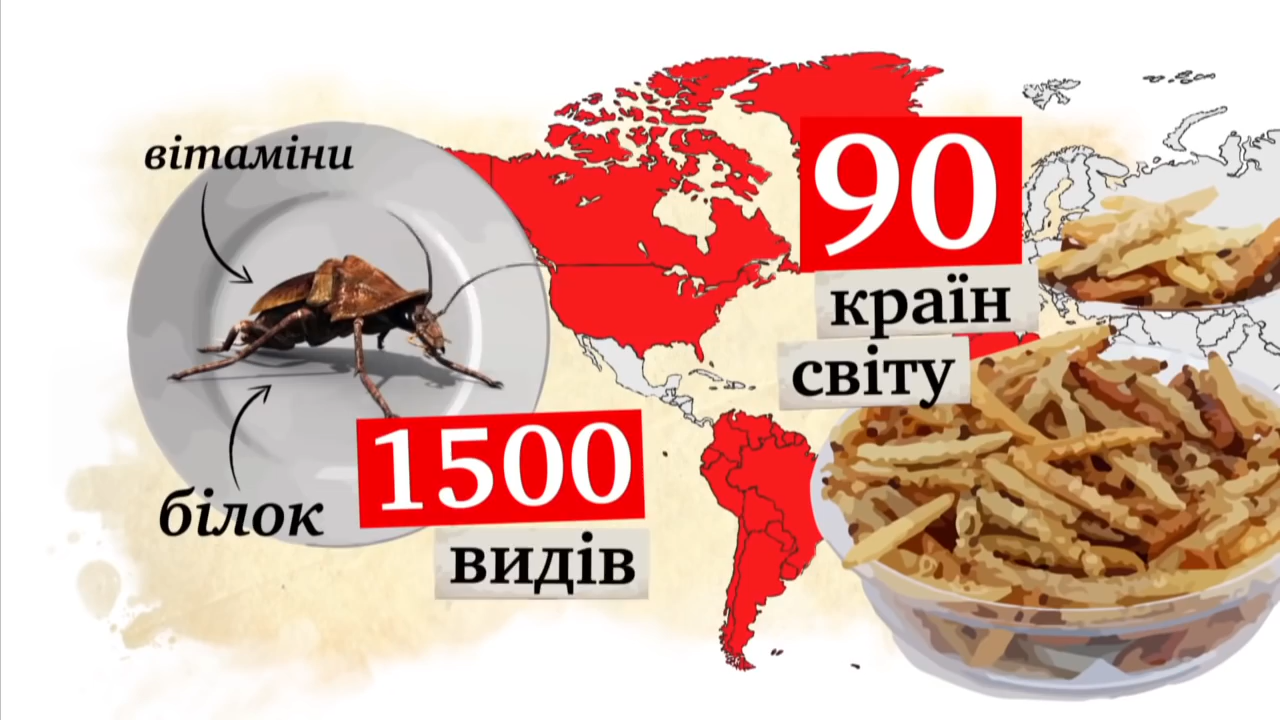 вітаміни
білок
1500
видів
90
країн
світу